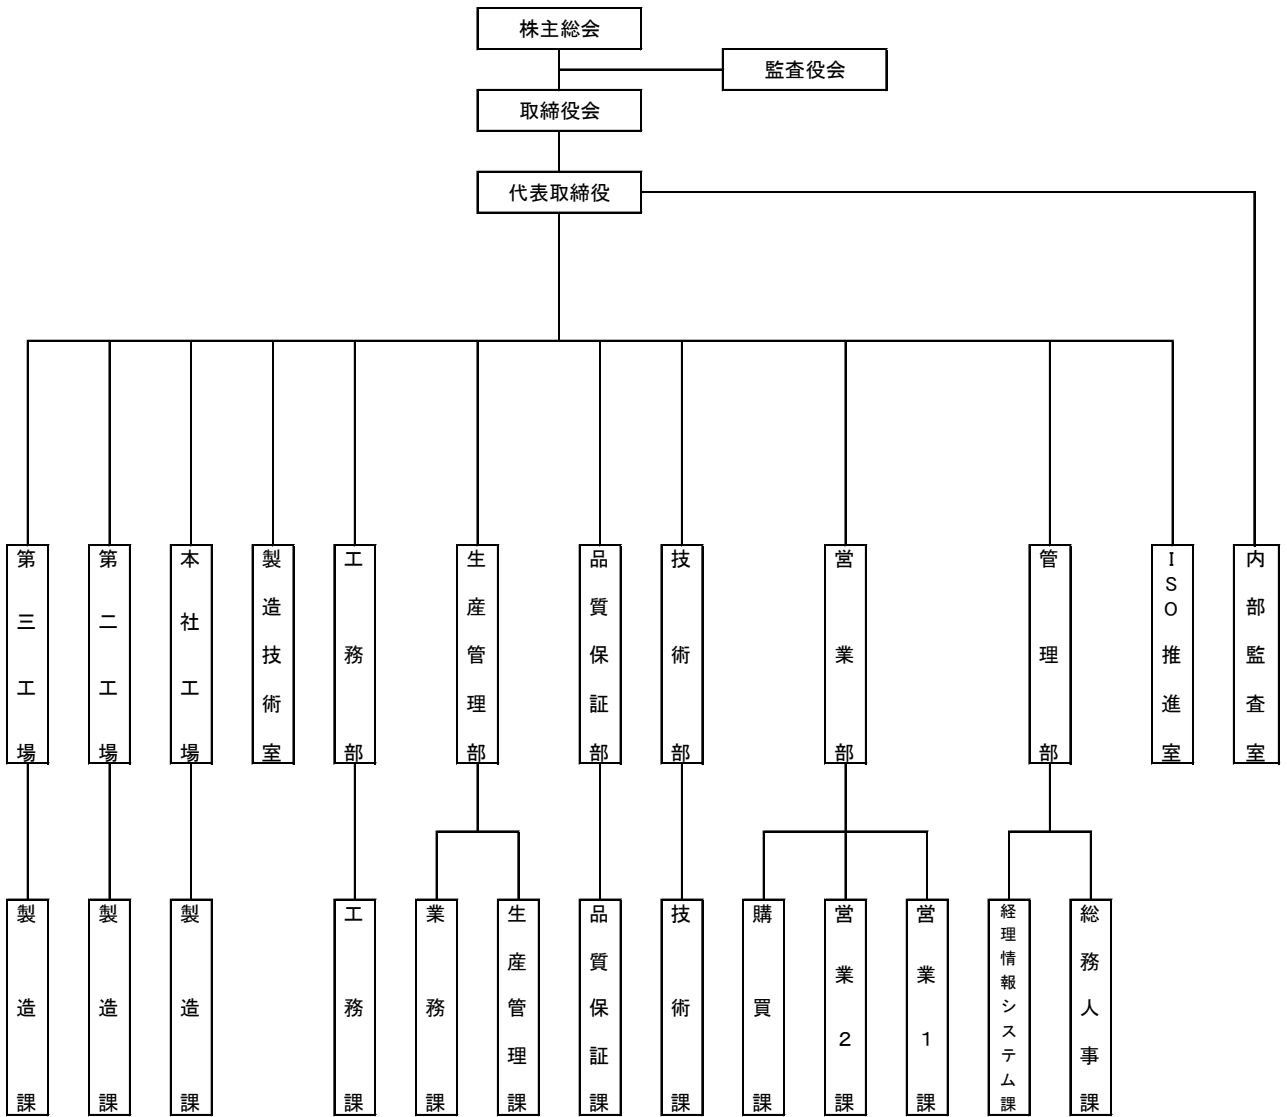 株主総会
監査役会
取締役会
代表取締役
第三工場
第二工場
本社工場
製造技術室
工務部
生産管理部
品質保証部
技術部
営業部
管理部
ISO推進室
内部監査室
製造課
製造課
製造課
工務課
業務課
生産管理課
品質保証課
技術課
購買課
営業２課
営業１課
経理情報システム課
総務人事課